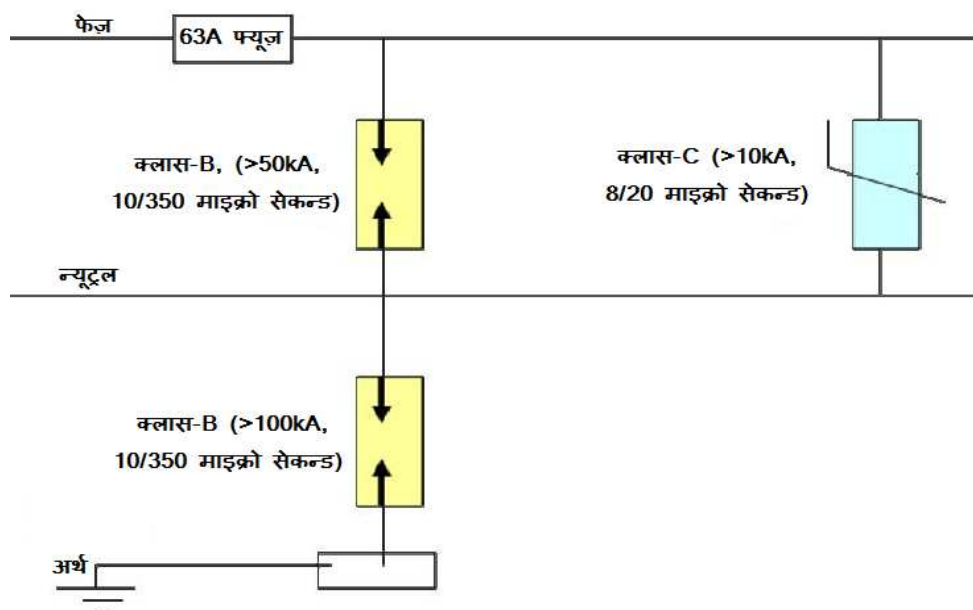 फेज़
63A फ्यूज़
क्लास-B, (>50kA,
10/350 माइक्रो सेकन्ड)
क्लास-C (>10kA,
8/20 माइक्रो सेकन्ड)
न्यूट्रल
क्लास-B (>100kA,
10/350 माइक्रो सेकन्ड)
अर्थ